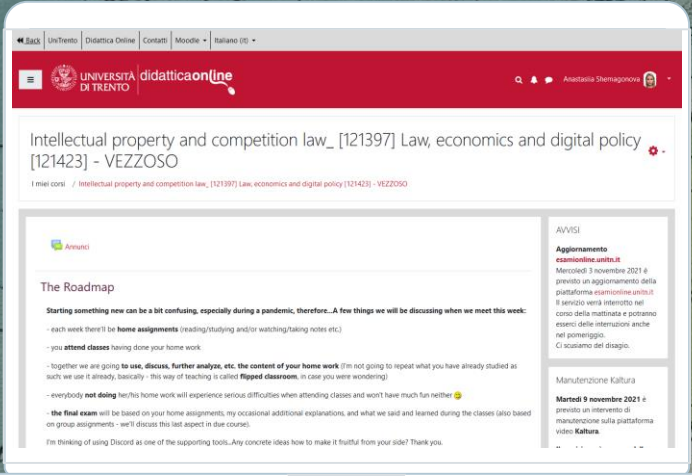 Back UniTrento Didattica Online Contatti Moodle Italiano (it)
UNIVERSITÀ
DI TRENTO
didatticaonline
Anastasiia Shemagonova
Intellectual property and competition law_ [121397] Law, economics and digital policy
[121423] - VEZZOSO
I miei corsi / Intellectual property and competition law_ [121397] Law, economics and digital policy [121423] - VEZZOSO
Annunci
The Roadmap
Starting something new can be a bit confusing, especially during a pandemic, therefore...A few things we will be discussing when we meet this week:
- each week there'll be home assignments (reading/studying and/or watching/taking notes etc.)
- you attend classes having done your home work
- together we are going to use, discuss, further analyze, etc. the content of your home work (I'm not going to repeat what you have already studied as
such: we use it already, basically - this way of teaching is called flipped classroom, in case you were wondering)
- everybody not doing her/his home work will experience serious difficulties when attending classes and won't have much fun neither
- the final exam will be based on your home assignments, my occasional additional explanations, and what we said and learned during the classes (also based
on group assignments - we'll discuss this last aspect in due course).
I'm thinking of using Discord as one of the supporting tools...Any concrete ideas how to make it fruitful from your side? Thank you.
AVVISI
Aggiornamento
esamionline.unitn.it
Mercoledì 3 novembre 2021 è
previsto un aggiornamento della
piattaforma esamionline.unitn.it
Il servizio verrà interrotto nel
corso della mattinata e potranno
esserci delle interruzioni anche
nel pomeriggio.
Ci scusiamo del disagio.
Manutenzione Kaltura
Martedì 9 novembre 2021 è
previsto un intervento di
manutenzione sulla piattaforma
video Kaltura.